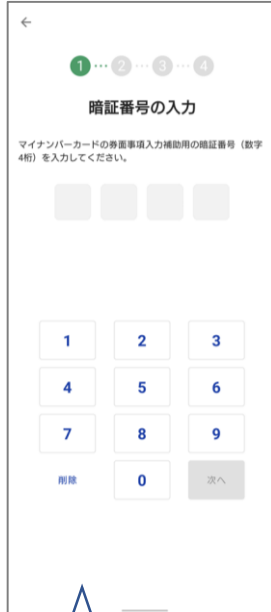 1 2 3 4
暗証番号の入力
マイナンバーカードの券面事項入力補助用の暗証番号（数字
4桁）を入力してください。
1 2 3
4 5 6
7 8 9
削除 0 次へ